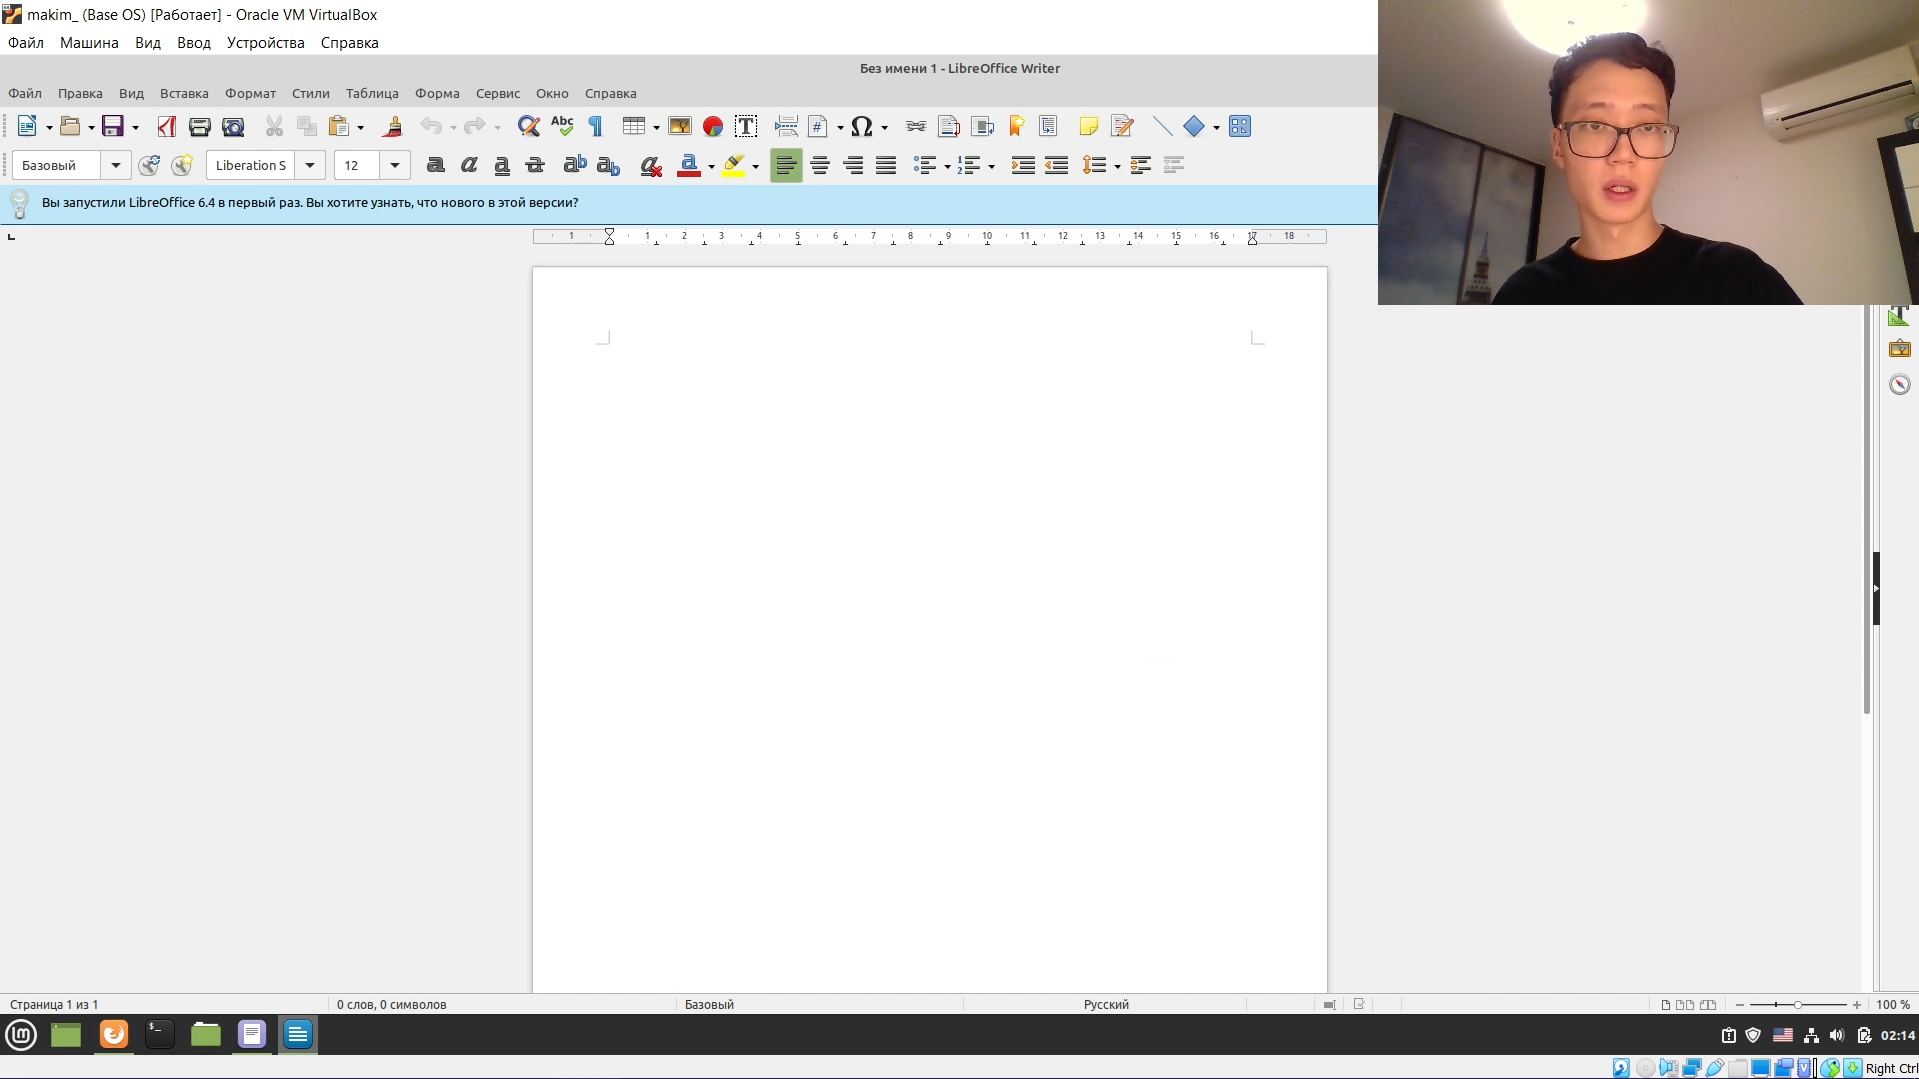 makim_ (Base OS) [Работает] - Oracle VM VirtualBox
Файл Машина Вид Ввод Устройства Справка
Без имени 1 - LibreOffice Writer
Файл Правка Вид Вставка Формат Стили Таблица Форма Сервис Окно Справка
Abc
Базовый Liberation S 12
Вы запустили LibreOffice 6.4 в первый раз. Вы хотите узнать, что нового в этой версии?
1 1 2 3 4 5 6 7 8 9 10 11 12 13 14 15 16 17 18
Страница 1 из 1 0 слов, 0 символов Базовый Русский 100 %
02:14
Right Ctrl